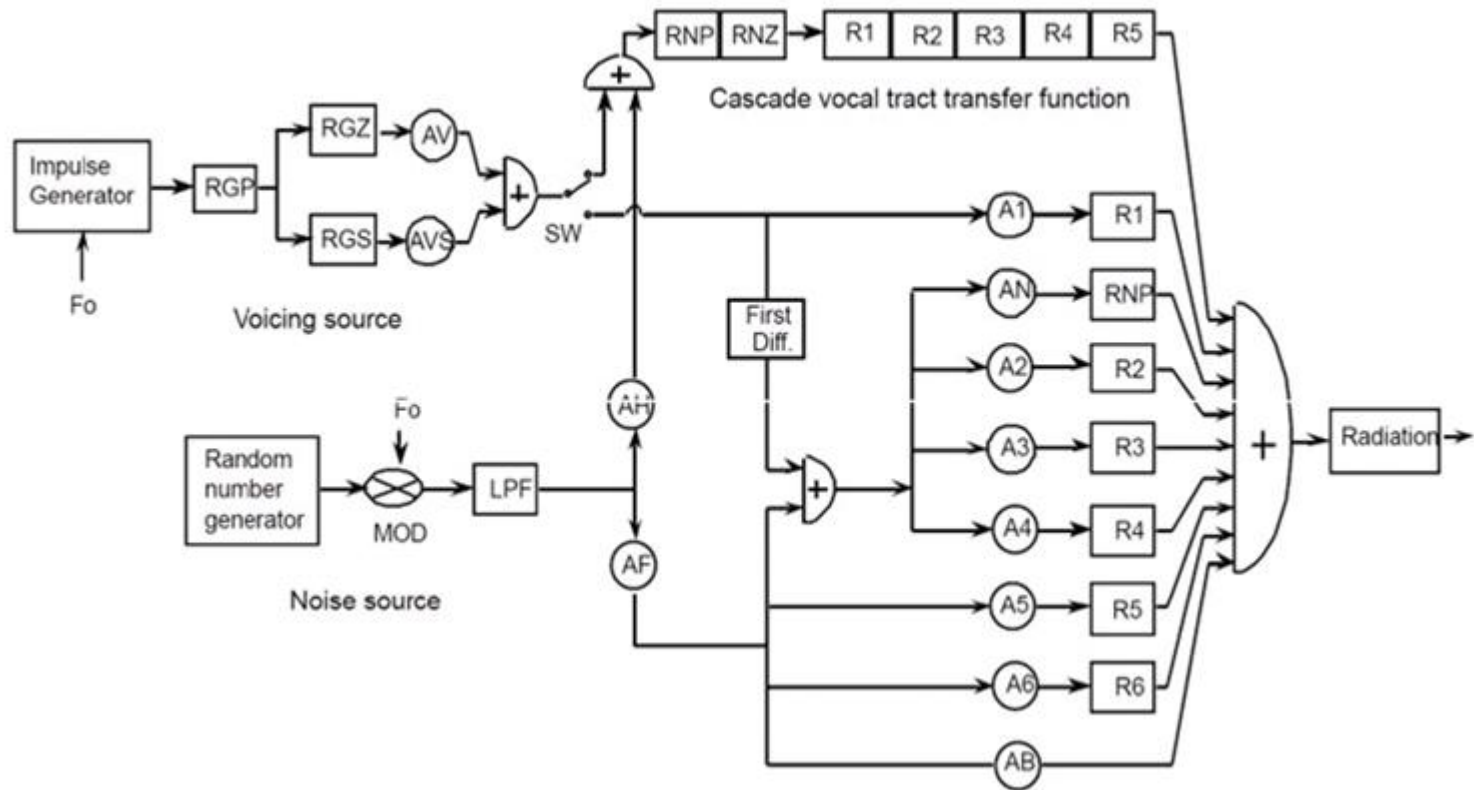 RNP RNZ R1 R2 R3 R4 R5
+
Cascade vocal tract transfer function
Impulse
Generator
RGP
RGZ
AV
RGS
AVS
+
SW
Fo
Voicing source
A1
R1
First
Diff.
AN
RNP
A2
R2
AH
Fo
Random
number
generator
MOD
LPF
AF
Noise source
+
A3
R3
A4
R4
A5
R5
A6
R6
AB
+
Radiation